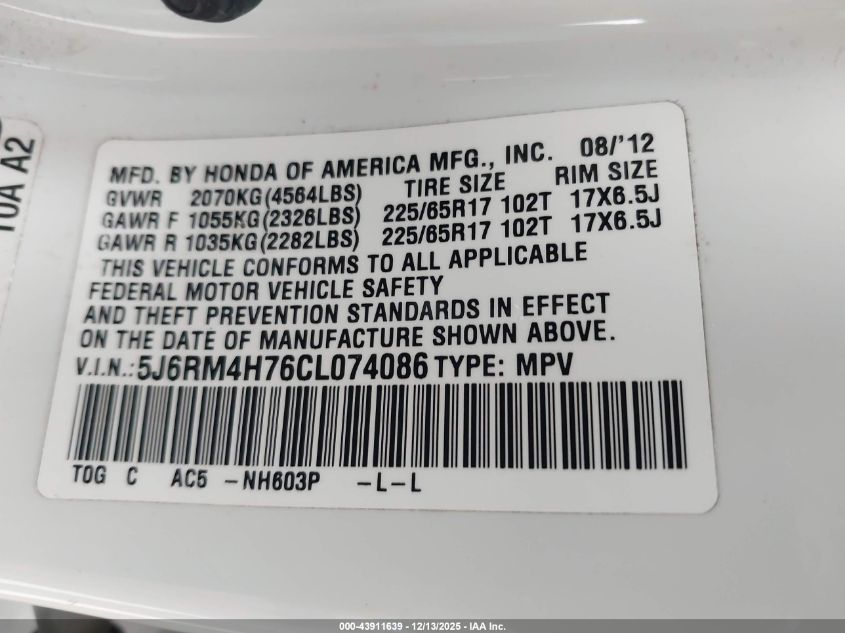 10A A2
MFD. BY HONDA OF AMERICA MFG., INC. 08/'12
GVWR 2070KG(4564LBS) TIRE SIZE RIM SIZE
GAWR F 1055KG(2326LBS) 225/65R17 102T 17X6.5J
GAWR R 1035KG(2282LBS) 225/65R17 102T 17X6.5J
THIS VEHICLE CONFORMS TO ALL APPLICABLE
FEDERAL MOTOR VEHICLE SAFETY
AND THEFT PREVENTION STANDARDS IN EFFECT
ON THE DATE OF MANUFACTURE SHOWN ABOVE.
V.I.N.: 5J6RM4H76CL074086 TYPE: MPV
TOG C AC5 -NH603P -L-L
000-43911639 - 12/13/2025 - IAA Inc.